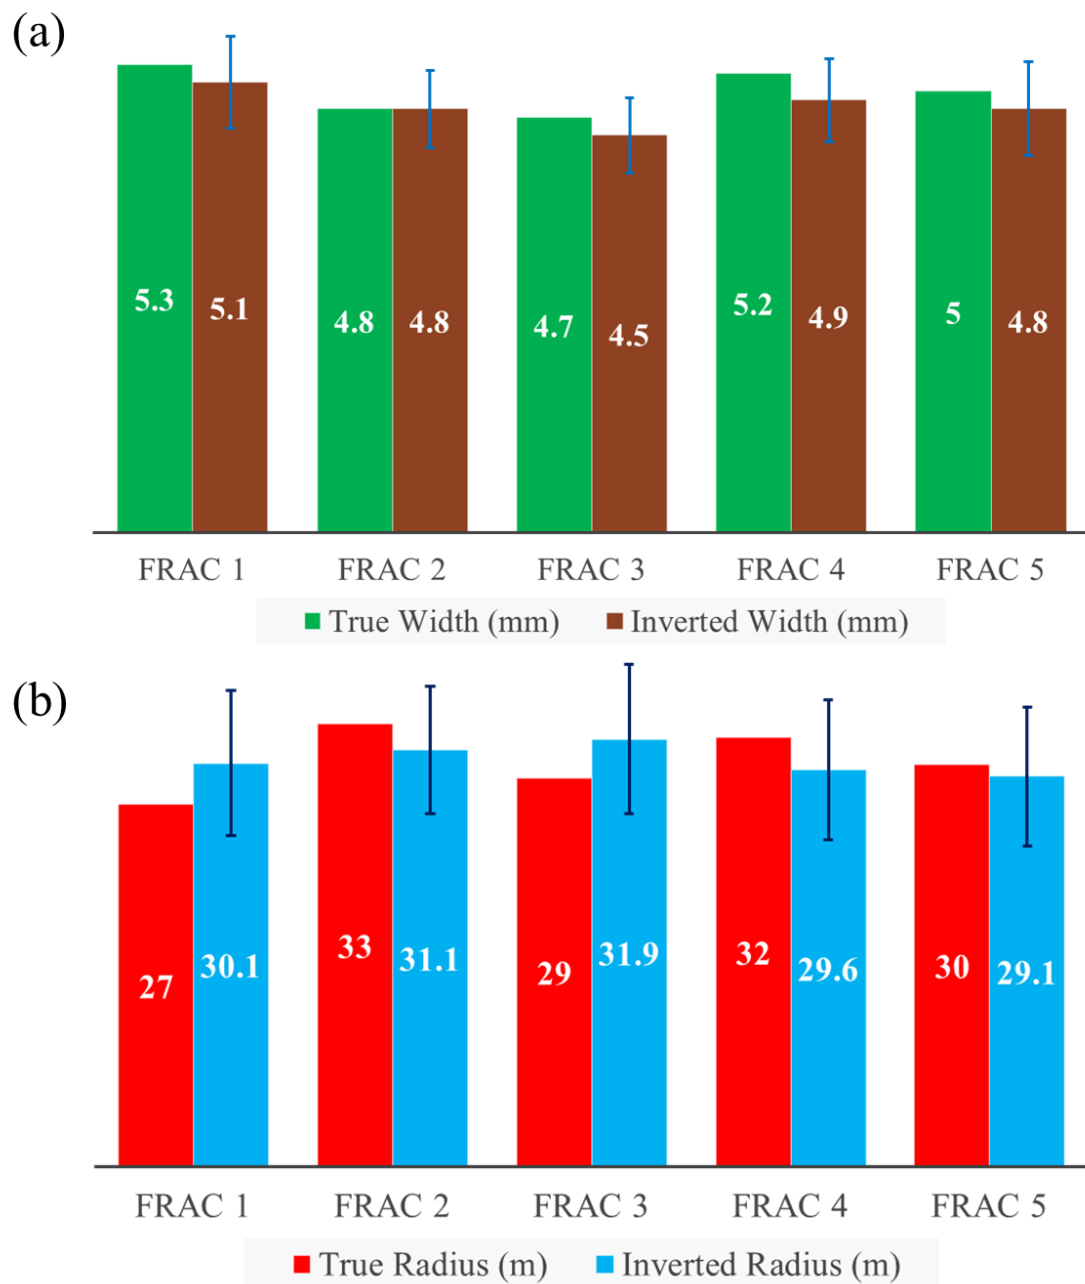 (a)
5.3 5.1 4.8 4.8 4.7 4.5 5.2 4.9 5 4.8
FRAC 1 FRAC 2 FRAC 3 FRAC 4 FRAC 5
True Width (mm) Inverted Width (mm)
(b)
27 30.1 33 31.1 29 31.9 32 29.6 30 29.1
FRAC 1 FRAC 2 FRAC 3 FRAC 4 FRAC 5
True Radius (m) Inverted Radius (m)